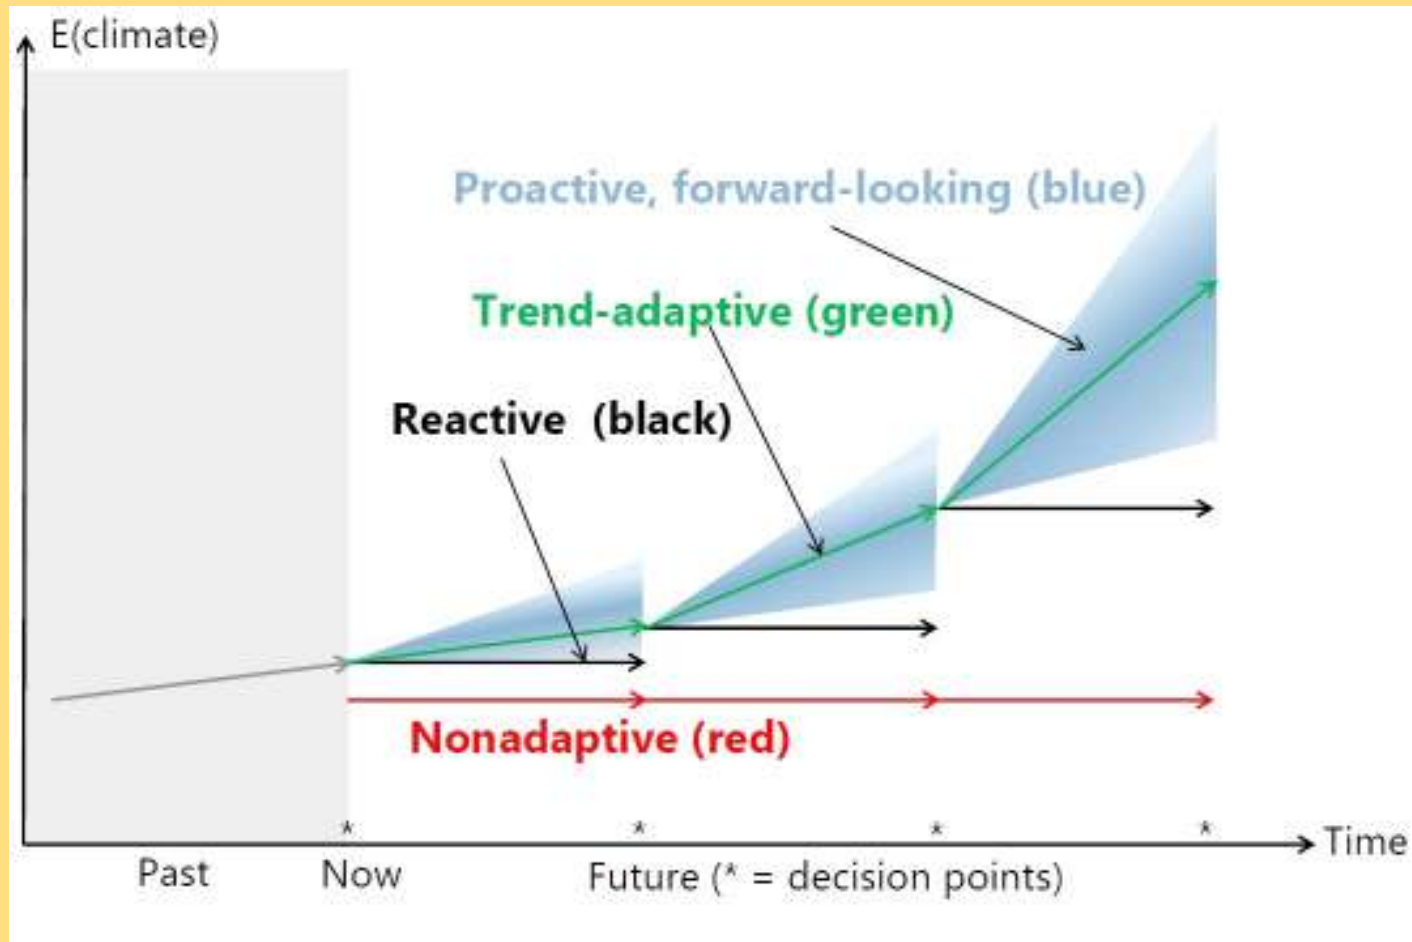 E(climate)
Proactive, forward-looking (blue)
Trend-adaptive (green)
Reactive (black)
Nonadaptive (red)
* * * *
Time
Past Now Future (* = decision points)